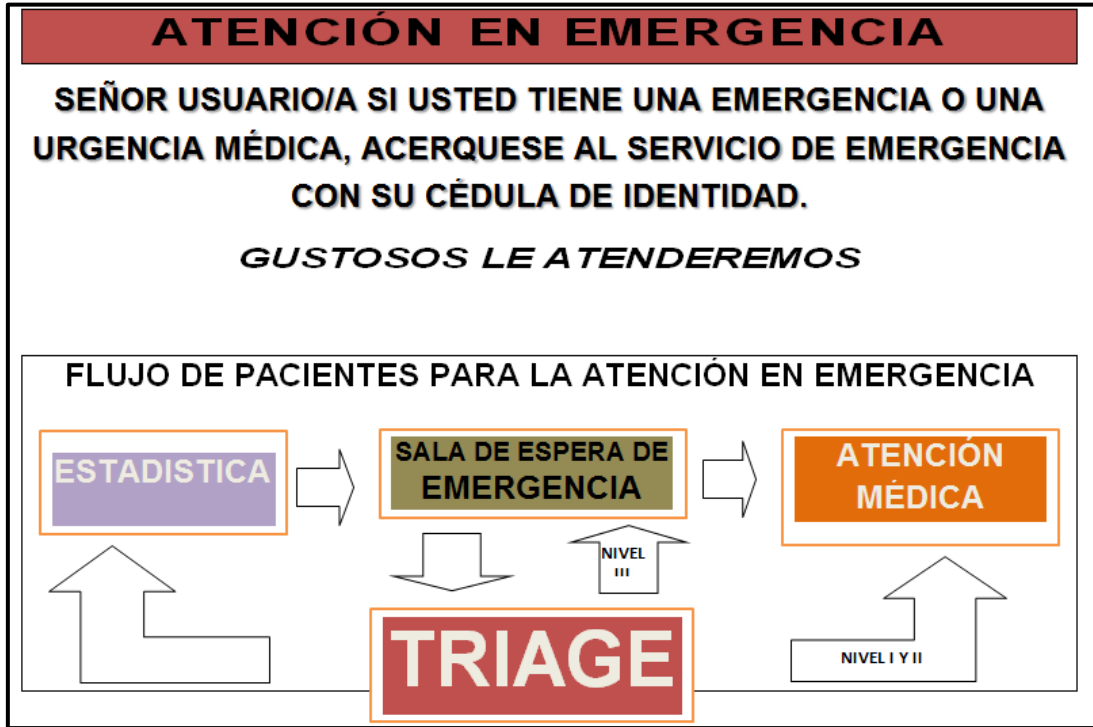 ATENCIÓN EN EMERGENCIA
SEÑOR USUARIO/A SI USTED TIENE UNA EMERGENCIA O UNA
URGENCIA MÉDICA, ACERQUESE AL SERVICIO DE EMERGENCIA
CON SU CÉDULA DE IDENTIDAD.
GUSTOSOS LE ATENDEREMOS
FLUJO DE PACIENTES PARA LA ATENCIÓN EN EMERGENCIA
ESTADISTICA
SALA DE ESPERA DE
EMERGENCIA
ATENCIÓN
MÉDICA
NIVEL
III
TRIAGE
NIVEL I Y II